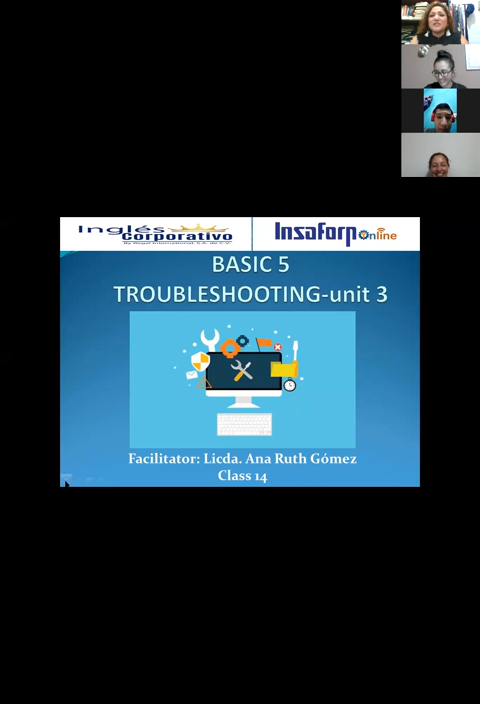 Inglés
Corporativo
Insaforp Online
BASIC 5
TROUBLESHOOTING-unit 3
Facilitator: Licda. Ana Ruth Gómez
Class 14